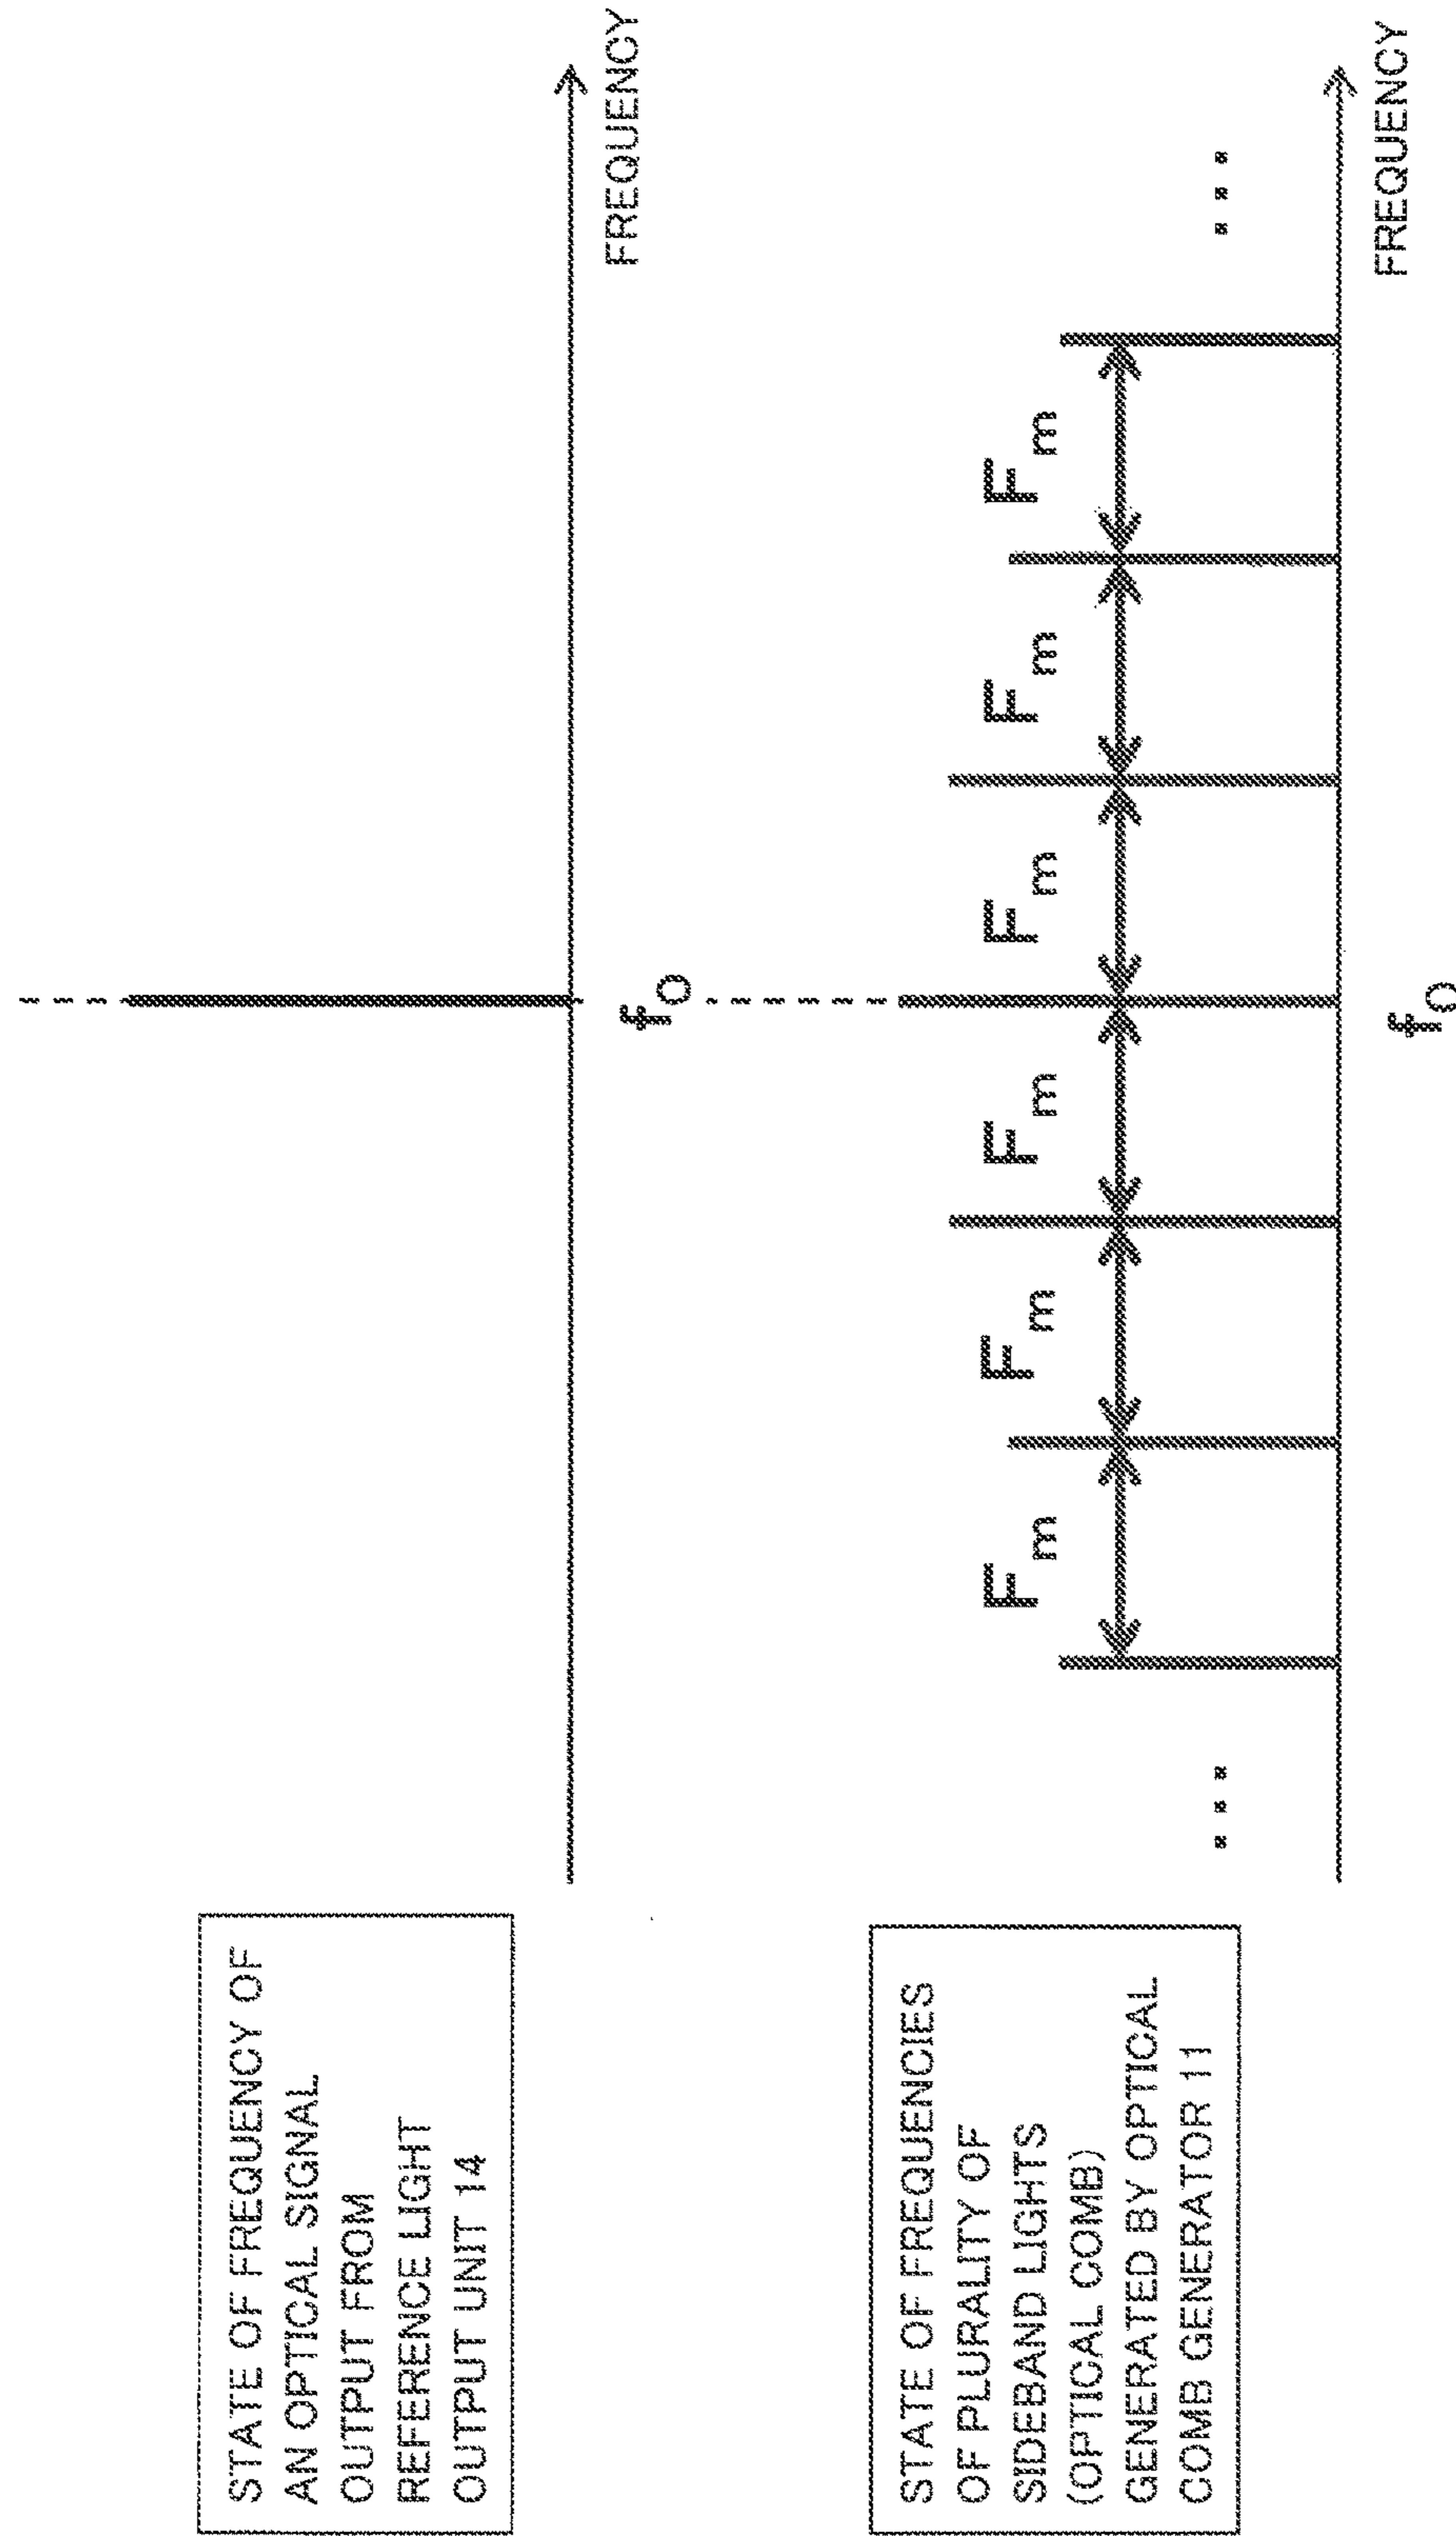 STATE OF FREQUENCY OF
AN OPTICAL SIGNAL
OUTPUT FROM
REFERENCE LIGHT
OUTPUT UNIT 14
f0
FREQUENCY
STATE OF FREQUENCIES
OF PLURALITY OF
SIDEBAND LIGHTS
(OPTICAL COMB)
GENERATED BY OPTICAL
COMB GENERATOR 11
...
Fm
Fm
Fm
Fm
Fm
Fm
...
f0
FREQUENCY